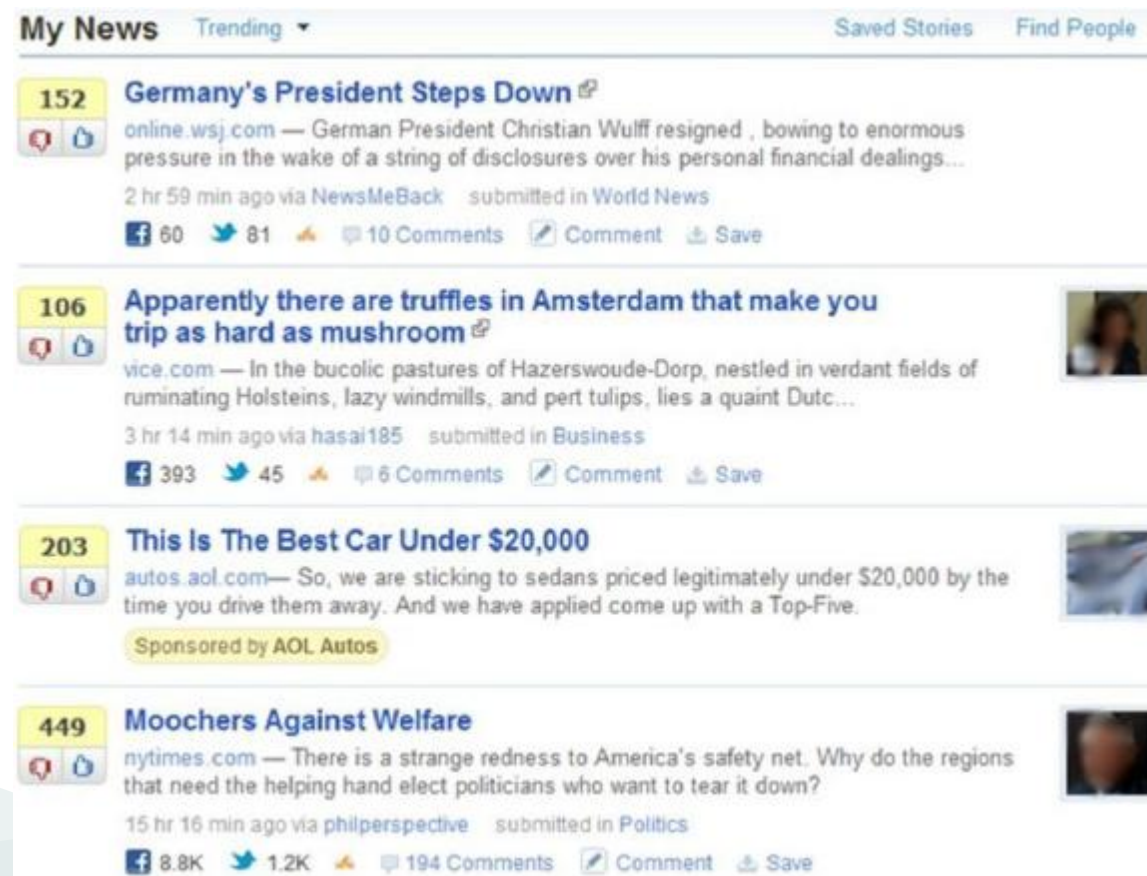 My News Trending Saved Stories Find People
152 Germany's President Steps Down
online.wsj.com — German President Christian Wulff resigned , bowing to enormous
pressure in the wake of a string of disclosures over his personal financial dealings...
2 hr 59 min ago via NewsMeBack submitted in World News
60 81 10 Comments Comment Save
106 Apparently there are truffles in Amsterdam that make you
trip as hard as mushroom
vice.com — In the bucolic pastures of Hazerswoude-Dorp, nestled in verdant fields of
ruminating Holsteins, lazy windmills, and pert tulips, lies a quaint Dutc...
3 hr 14 min ago via hasai185 submitted in Business
393 45 6 Comments Comment Save
203 This Is The Best Car Under $20,000
autos.aol.com— So, we are sticking to sedans priced legitimately under $20,000 by the
time you drive them away. And we have applied come up with a Top-Five.
Sponsored by AOL Autos
449 Moochers Against Welfare
nytimes.com — There is a strange redness to America's safety net. Why do the regions
that need the helping hand elect politicians who want to tear it down?
15 hr 16 min ago via philperspective submitted in Politics
8.8K 1.2K 194 Comments Comment Save